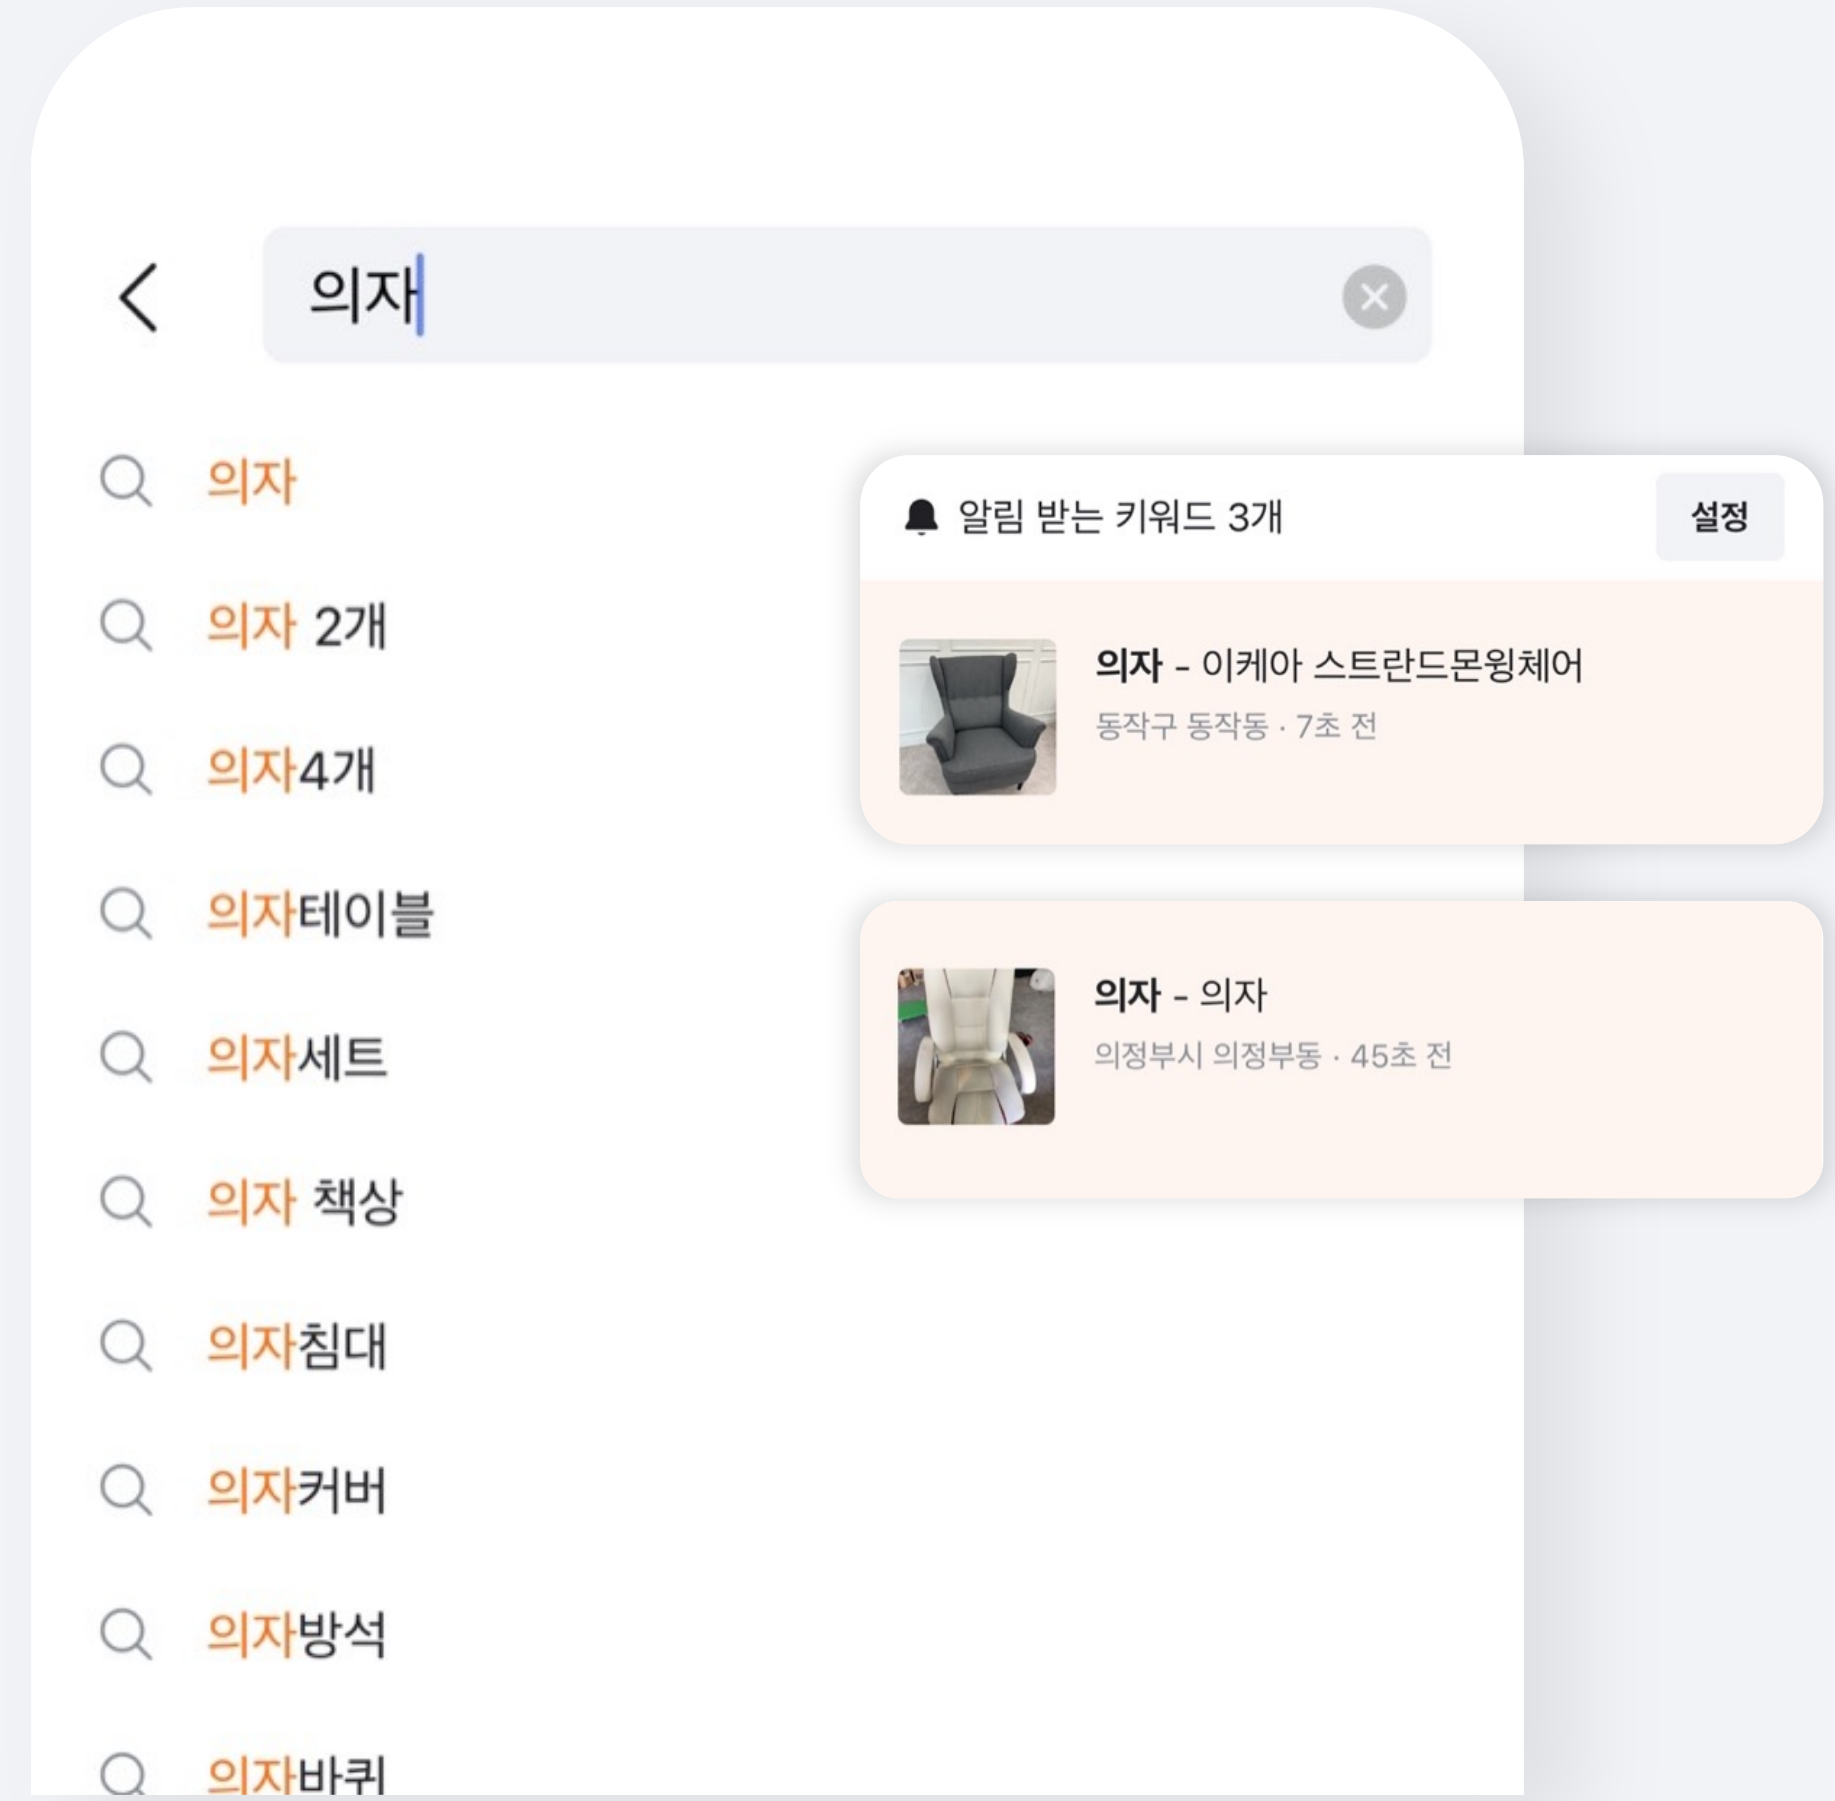 의자
의자
의자 2개
의자4개
의자테이블
의자세트
의자 책상
의자침대
의자커버
의자방석
의자바퀴
알림 받는 키워드 3개
설정
의자 - 이케아 스트란드몬윙체어
동작구 동작동 · 7초 전
의자 - 의자
의정부시 의정부동 · 45초 전